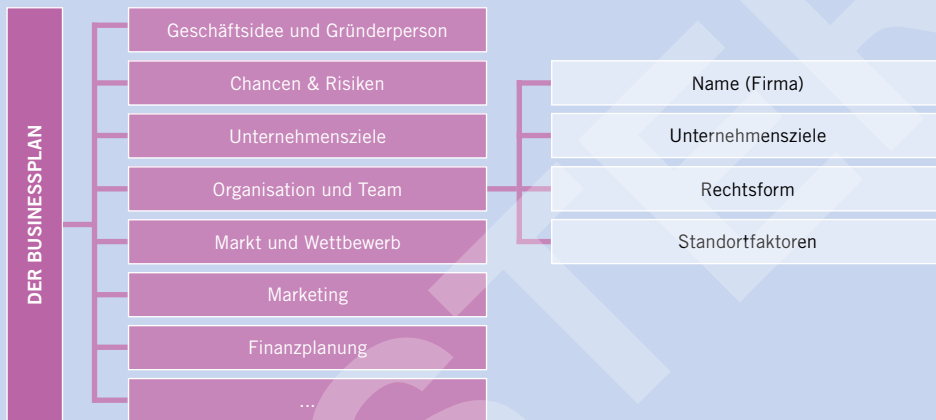 DER BUSINESSPLAN
Geschäftsidee und Gründerperson
Chancen & Risiken
Unternehmensziele
Organisation und Team
Markt und Wettbewerb
Marketing
Finanzplanung
...
Name (Firma)
Unternehmensziele
Rechtsform
Standortfaktoren